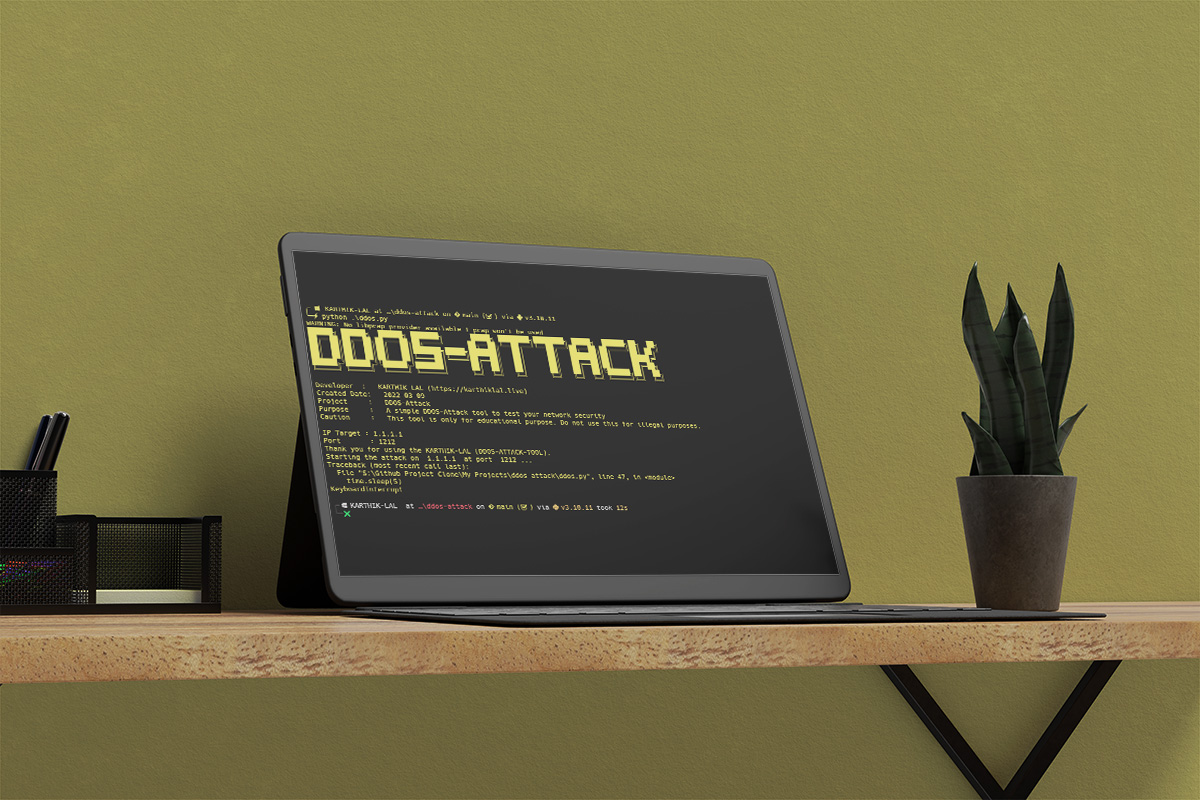 KARTHIK-LAL at …\ddos-attack on main ( ) via v3.10.11
python .\ddos.py
WARNING: No libpcap provider available ! pcap won't be used
DDOS-ATTACK
Developer : KARTHIK LAL (https://karthiklal.live)
Created Date: 2022-03-09
Project : DDOS-Attack
Purpose : A simple DDOS-Attack tool to test your network security
Caution : This tool is only for educational purpose. Do not use this for illegal purposes.
IP Target : 1.1.1.1
Port : 1212
Thank you for using the KARTHIK-LAL (DDOS-ATTACK-TOOL).
Starting the attack on 1.1.1.1 at port 1212 ...
Traceback (most recent call last):
File "S:\Github Project Clone\My Projects\ddos attack\ddos.py", line 47, in <module>
time.sleep(5)
KeyboardInterrupt
KARTHIK-LAL at …\ddos-attack on main ( ) via v3.10.11 took 12s